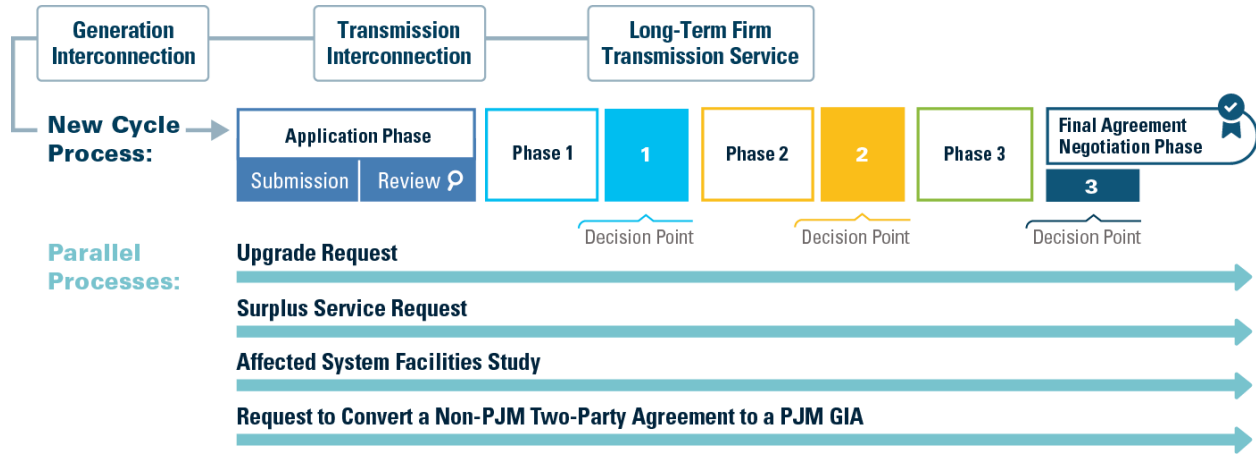 Generation
Interconnection
Transmission
Interconnection
Long-Term Firm
Transmission Service
New Cycle
Process:
Application Phase
Submission
Review
Phase 1
1
Phase 2
2
Phase 3
Final Agreement
Negotiation Phase
3
Decision Point
Decision Point
Decision Point
Parallel
Processes:
Upgrade Request
Surplus Service Request
Affected System Facilities Study
Request to Convert a Non-PJM Two-Party Agreement to a PJM GIA